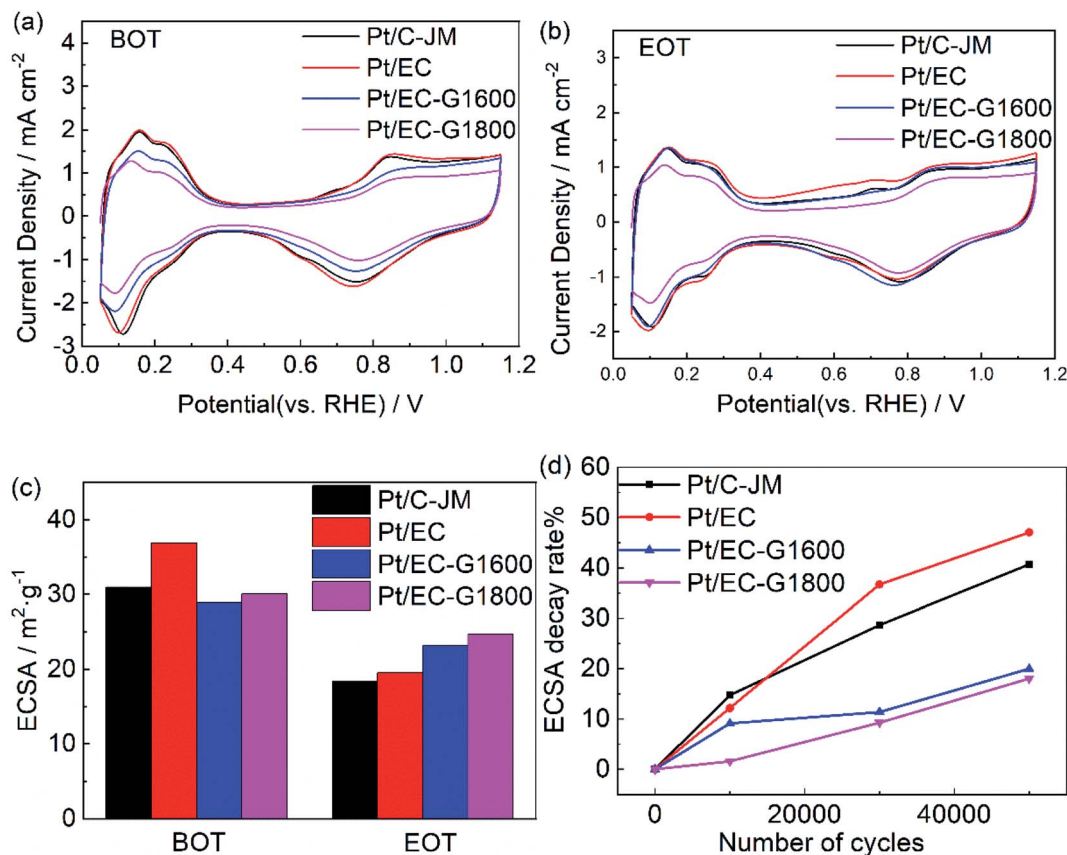 (a)
BOT
Pt/C-JM
Pt/EC
Pt/EC-G1600
Pt/EC-G1800
4
3
2
1
0
-1
-2
-3
Current Density / mA cm-2
0.0 0.2 0.4 0.6 0.8 1.0 1.2
Potential(vs. RHE) / V
(b)
EOT
Pt/C-JM
Pt/EC
Pt/EC-G1600
Pt/EC-G1800
3
2
1
0
-1
-2
Current Density / mA cm-2
0.0 0.2 0.4 0.6 0.8 1.0 1.2
Potential(vs. RHE) / V
(c)
Pt/C-JM
Pt/EC
Pt/EC-G1600
Pt/EC-G1800
40
30
20
10
0
ECSA / m2·g-1
BOT EOT
(d)
Pt/C-JM
Pt/EC
Pt/EC-G1600
Pt/EC-G1800
60
50
40
30
20
10
0
ECSA decay rate%
0 20000 40000
Number of cycles